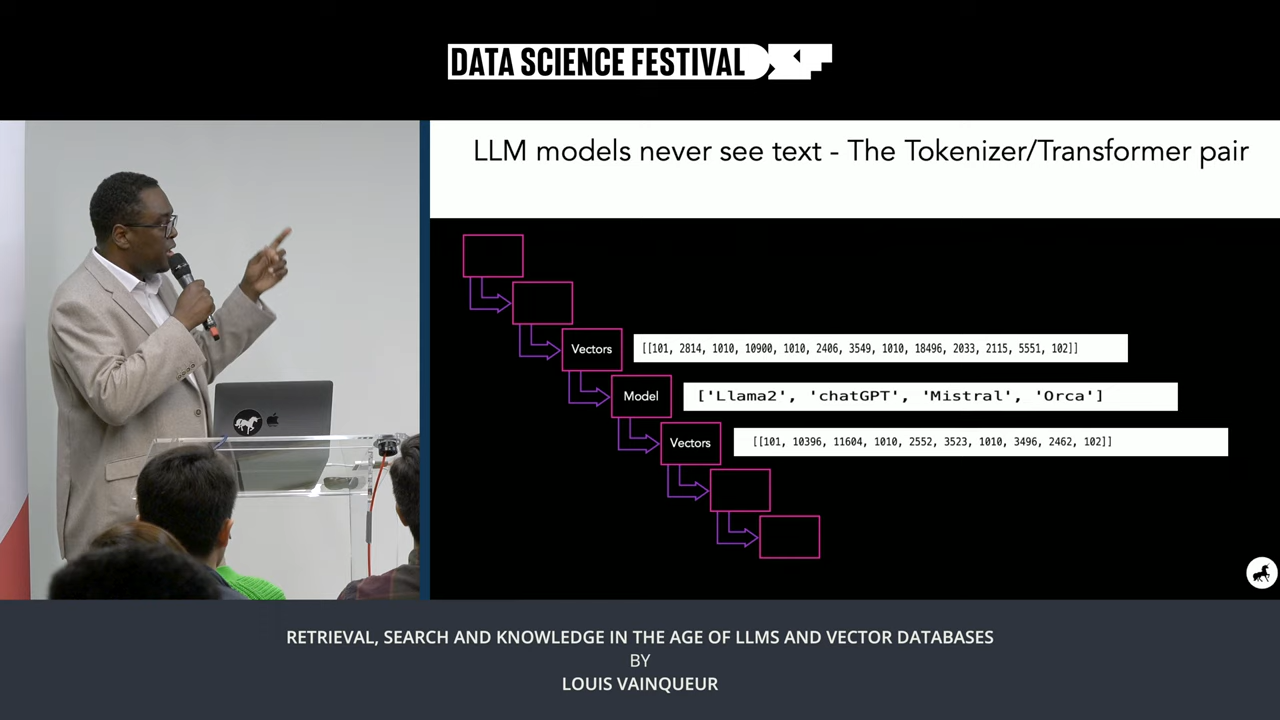 DATA SCIENCE FESTIVAL
LLM models never see text - The Tokenizer/Transformer pair
Vectors
[[101, 2814, 1010, 10900, 1010, 2406, 3549, 1010, 18496, 2033, 2115, 5551, 102]]
Model
['Llama2', 'chatGPT', 'Mistral', 'Orca']
Vectors
[[101, 10396, 11604, 1010, 2552, 3523, 1010, 3496, 2462, 102]]
RETRIEVAL, SEARCH AND KNOWLEDGE IN THE AGE OF LLMS AND VECTOR DATABASES
BY
LOUIS VAINQUEUR